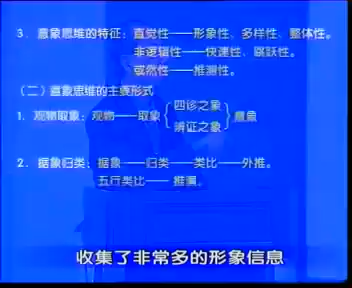 3. 意象思维的特征：直觉性——形象性、多样性、整体性。
非逻辑性——快速性、跳跃性。
或然性——推测性。
（二）意象思维的主要形式
1. 观物取象：观物——取象{四诊之象 辨证之象}意象
2. 据象归类：据象——归类——类比——外推。
五行类比——推演。
收集了非常多的形象信息